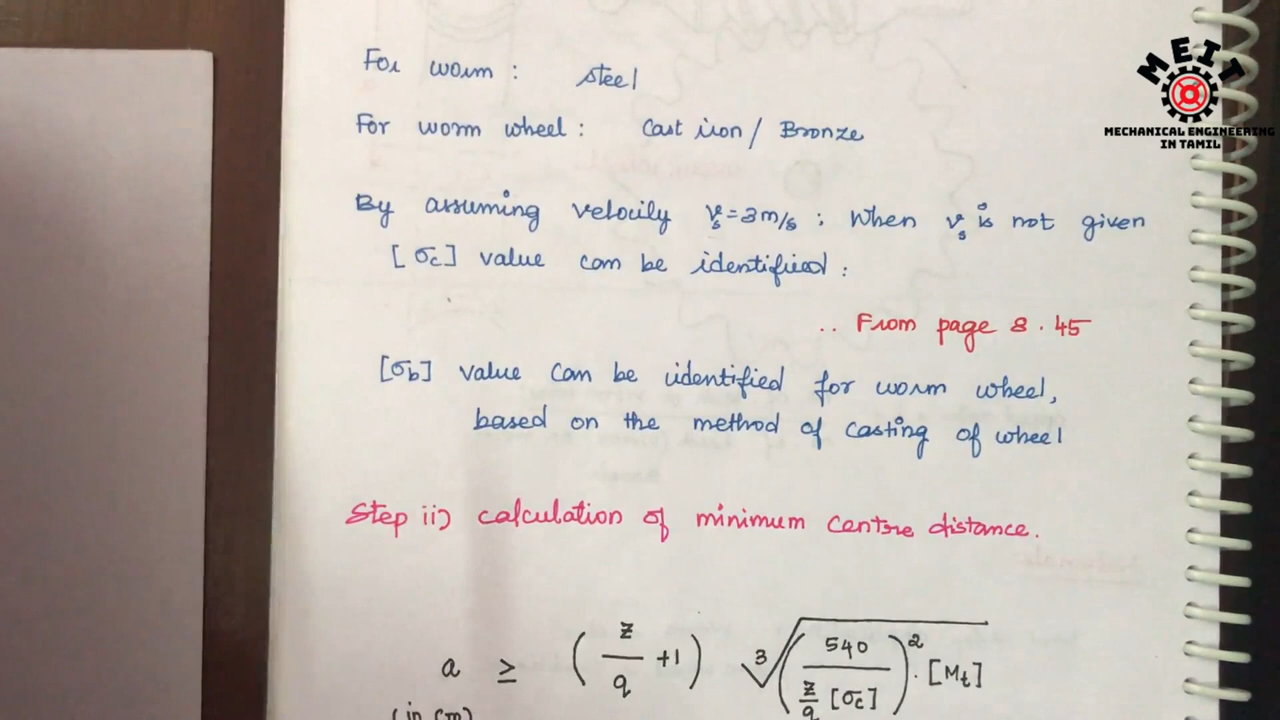 MEIT
MECHANICAL ENGINEERING
IN TAMIL
For worm : steel
For worm wheel : Cast iron / Bronze
By assuming velocity vs = 3 m/s ; When vs is not given
[σc] value can be identified :
.. From page 8.45
[σb] value can be identified for worm wheel,
based on the method of casting of wheel
Step ii) calculation of minimum centre distance.
a ≥ (z/q + 1) ∛(540 / (z/q [σc]))² . [Mt]
(in cm)